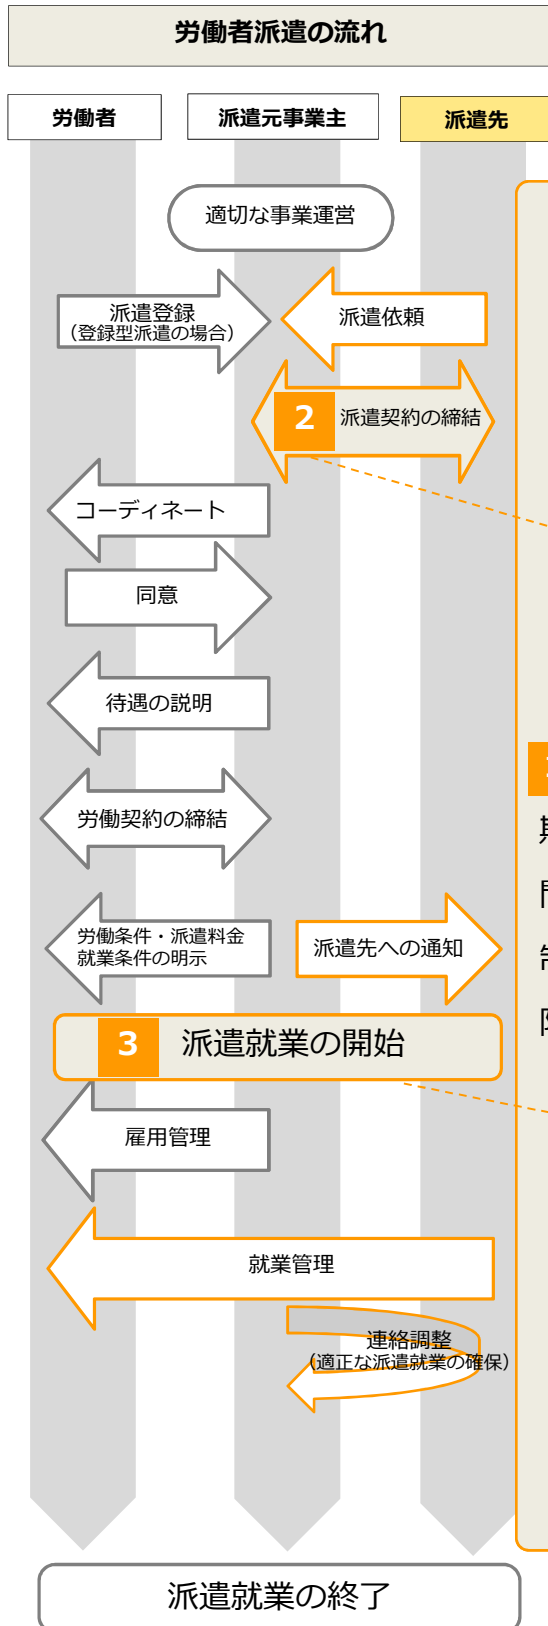 労働者派遣の流れ
労働者
派遣元事業主
派遣先
適切な事業運営
派遣登録
(登録型派遣の場合)
派遣依頼
2 派遣契約の締結
コーディネート
同意
待遇の説明
労働契約の締結
労働条件・派遣料金
就業条件の明示
派遣先への通知
3 派遣就業の開始
雇用管理
就業管理
連絡調整
(適正な派遣就業の確保)
派遣就業の終了